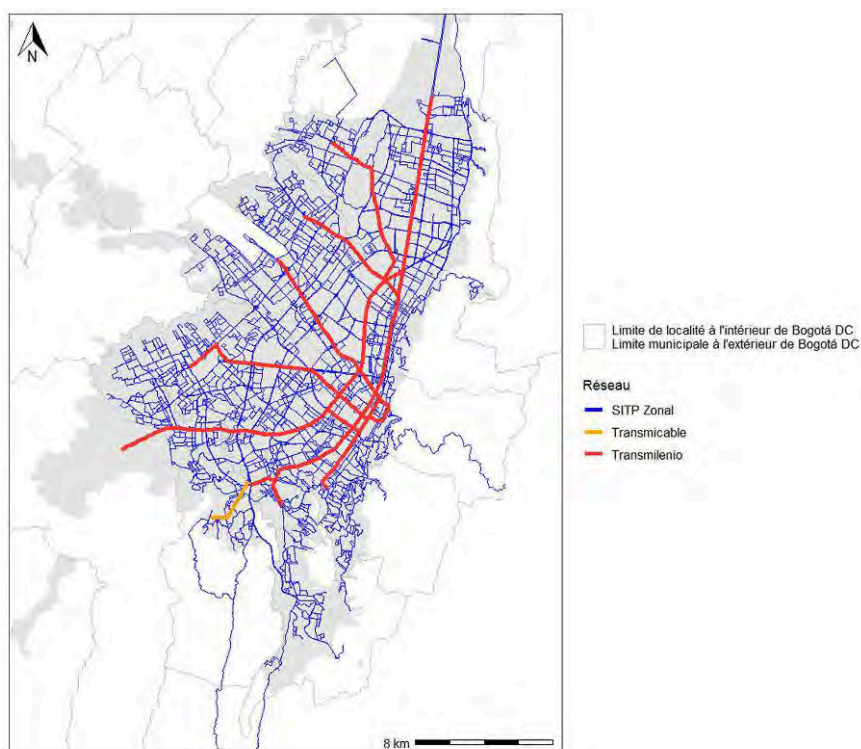 N
Limite de localité à l'intérieur de Bogotá DC
Limite municipale à l'extérieur de Bogotá DC
Réseau
SITP Zonal
Transmicable
Transmilenio
8 km